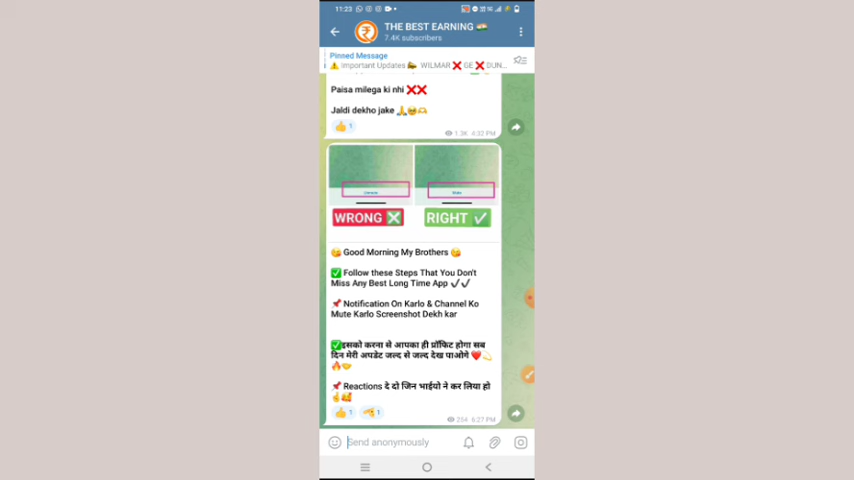 11:23
THE BEST EARNING 🇮🇳
7.4K subscribers
Pinned Message
⚠️ Important Updates WILMAR ❌ GE ❌ DUN...
Paisa milega ki nhi ❌❌
Jaldi dekho jake 🙏🥹🫶
👍 1
1.3K 4:32 PM
WRONG ❎
RIGHT ✅
😘 Good Morning My Brothers 😘
✅ Follow these Steps That You Don't
Miss Any Best Long Time App ✔✔
📌 Notification On Karlo & Channel Ko
Mute Karlo Screenshot Dekh kar
✅इसको करना से आपका ही प्रॉफिट होगा सब
दिन मेरी अपडेट जल्द से जल्द देख पाओगे ❤️💫
🔥🤝
📌 Reactions दे दो जिन भाईयो ने कर लिया हो
🤞🥰
👍 1 1
254 6:27 PM
Send anonymously